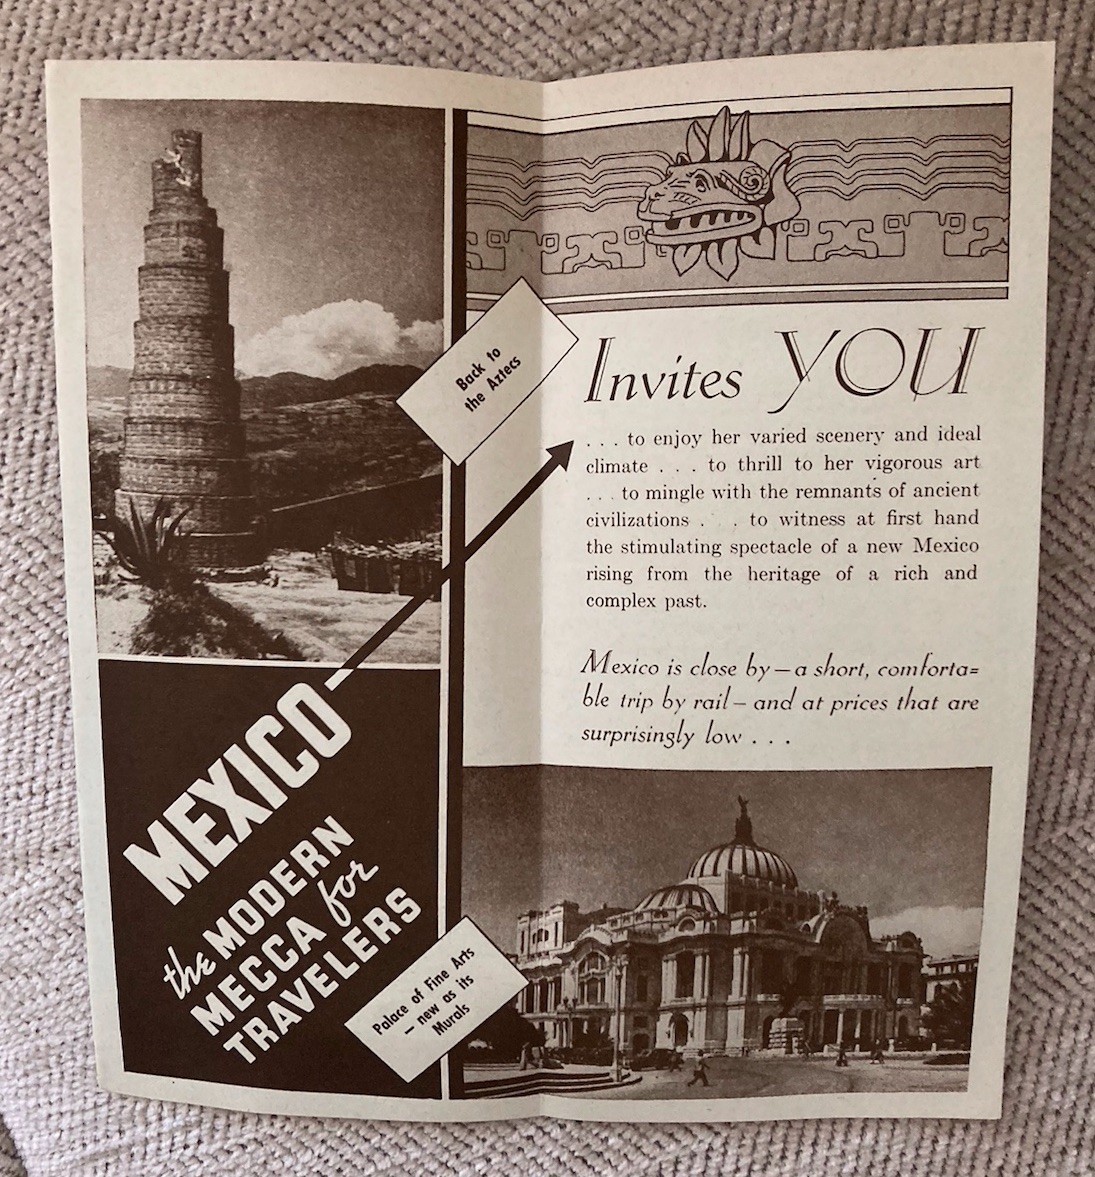 Back to
the Aztecs
MEXICO
the MODERN
MECCA for
TRAVELERS
Invites YOU
. . . to enjoy her varied scenery and ideal
climate . . . to thrill to her vigorous art
. . . to mingle with the remnants of ancient
civilizations . . . to witness at first hand
the stimulating spectacle of a new Mexico
rising from the heritage of a rich and
complex past.
Mexico is close by — a short, comforta=
ble trip by rail — and at prices that are
surprisingly low . . .
Palace of Fine Arts
— new as its
Murals